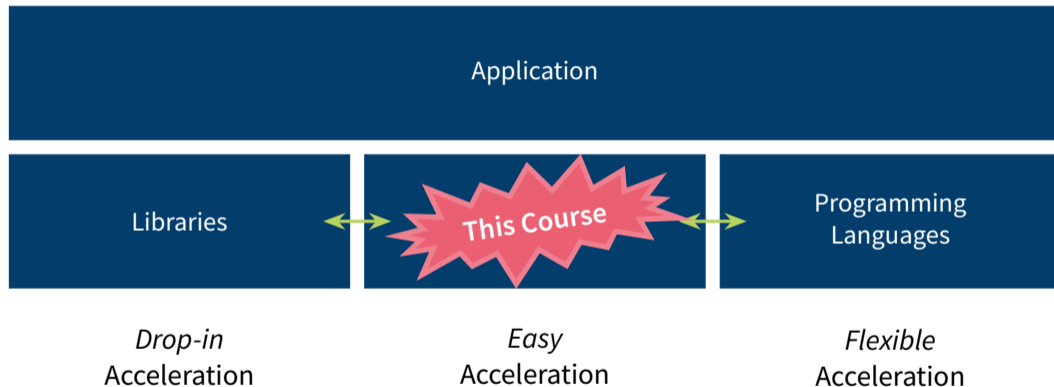 Application
Libraries
This Course
Programming
Languages
Drop-in
Acceleration
Easy
Acceleration
Flexible
Acceleration